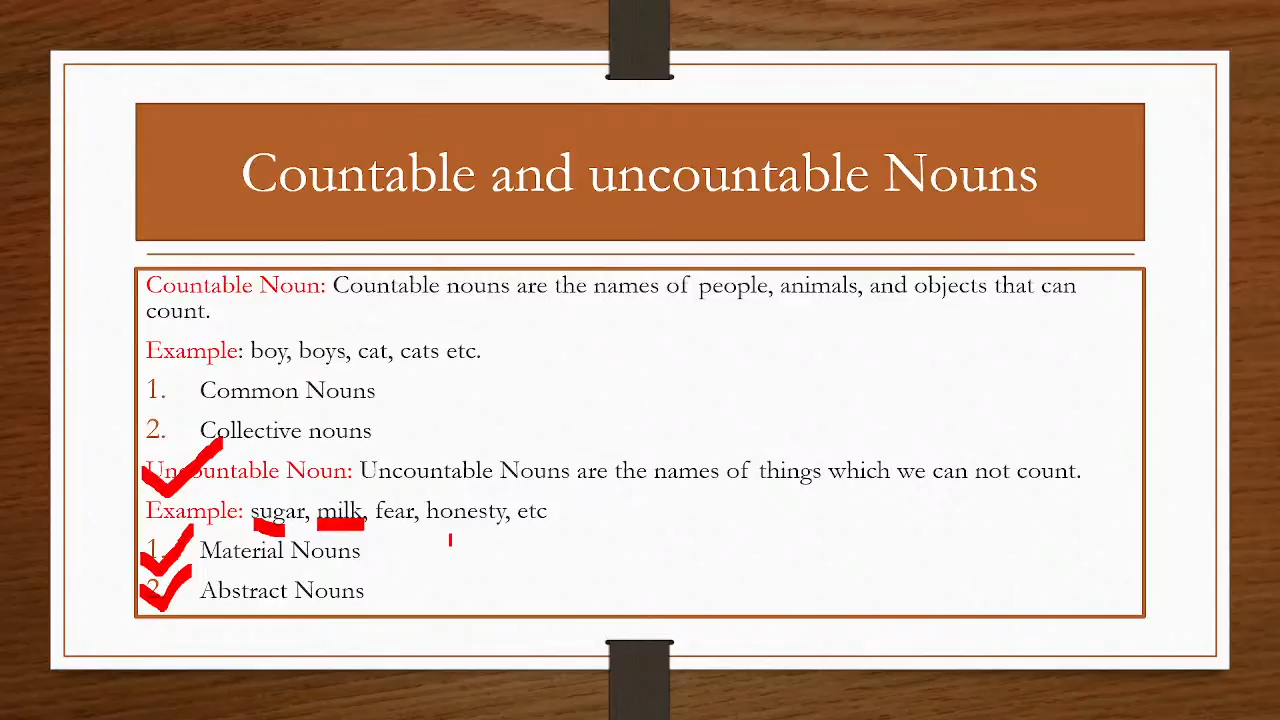 Countable and uncountable Nouns
Countable Noun: Countable nouns are the names of people, animals, and objects that can
count.
Example: boy, boys, cat, cats etc.
1. Common Nouns
2. Collective nouns
Uncountable Noun: Uncountable Nouns are the names of things which we can not count.
Example: sugar, milk, fear, honesty, etc
1. Material Nouns
2. Abstract Nouns